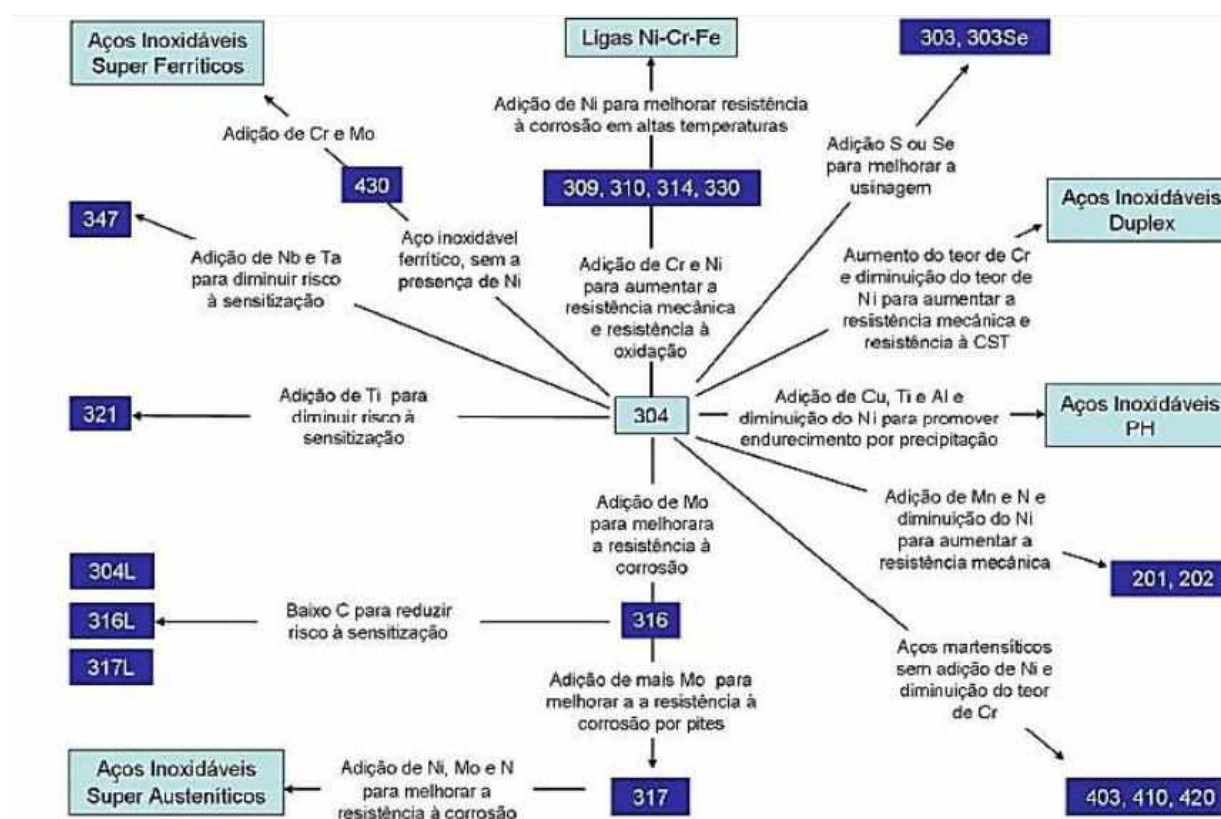 Aços Inoxidáveis
Super Ferríticos
Ligas Ni-Cr-Fe
303, 303Se
Adição de Cr e Mo
Adição de Ni para melhorar resistência
à corrosão em altas temperaturas
Adição S ou Se
para melhorar a
usinagem
430
309, 310, 314, 330
347
Aços Inoxidáveis
Duplex
Adição de Nb e Ta
para diminuir risco
à sensitização
Aço inoxidável
ferrítico, sem a
presença de Ni
Adição de Cr e Ni
para aumentar a
resistência mecânica
e resistência à
oxidação
Aumento do teor de Cr
e diminuição do teor de
Ni para aumentar a
resistência mecânica e
resistência à CST
321
Adição de Ti para
diminuir risco à
sensitização
304
Adição de Cu, Ti e Al e
diminuição do Ni para promover
endurecimento por precipitação
Aços Inoxidáveis
PH
Adição de Mo
para melhorara
a resistência à
corrosão
Adição de Mn e N e
diminuição do Ni
para aumentar a
resistência mecânica
201, 202
304L
316L
317L
Baixo C para reduzir
risco à sensitização
316
Aços martensíticos
sem adição de Ni e
diminuição do teor
de Cr
Adição de mais Mo para
melhorar a a resistência à
corrosão por pites
Aços Inoxidáveis
Super Austeníticos
Adição de Ni, Mo e N
para melhorar a
resistência à corrosão
317
403, 410, 420